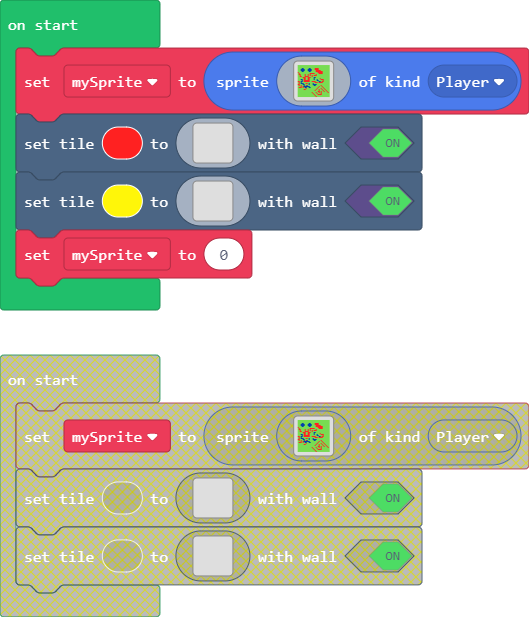 on start
set mySprite to sprite of kind Player
set tile to with wall ON
set tile to with wall ON
set mySprite to 0
on start
set mySprite to sprite of kind Player
set tile to with wall ON
set tile to with wall ON